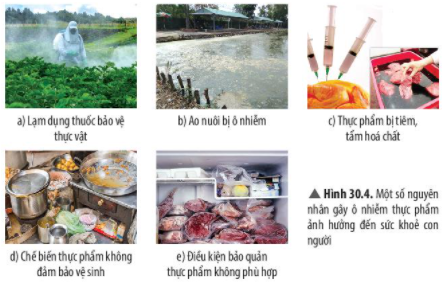 a) Lạm dụng thuốc bảo vệ
thực vật
b) Ao nuôi bị ô nhiễm
c) Thực phẩm bị tiêm,
tẩm hoá chất
d) Chế biến thực phẩm không
đảm bảo vệ sinh
e) Điều kiện bảo quản
thực phẩm không phù hợp
▲ Hình 30.4. Một số nguyên
nhân gây ô nhiễm thực phẩm
ảnh hưởng đến sức khoẻ con
người